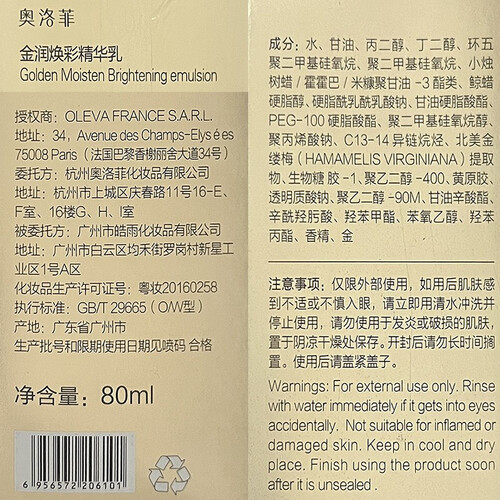 奥洛菲
金润焕彩精华乳
Golden Moisten Brightening emulsion
授权商：OLEVA FRANCE S.A.R.L.
地址：34，Avenue des Champs-Elys é es
75008 Paris（法国巴黎香榭丽舍大道34号）
委托方：杭州奥洛菲化妆品有限公司
地址：杭州市上城区庆春路11号16-E、
F室、16楼G、H、I室
被委托方：广州市皓雨化妆品有限公司
地址：广州市白云区均禾街罗岗村新星工
业区1号A区
化妆品生产许可证号：粤妆20160258
执行标准：GB/T 29665（O/W型）
产地：广东省广州市
生产批号和限期使用日期见喷码 合格
净含量：80ml
6 956572 206101
成分：水、甘油、丙二醇、丁二醇、环五
聚二甲基硅氧烷、聚二甲基硅氧烷、小烛
树蜡 / 霍霍巴 / 米糠聚甘油 -3 酯类、鲸蜡
硬脂醇、硬脂酰乳酰乳酸钠、甘油硬脂酸酯、
PEG-100 硬脂酸酯、聚二甲基硅氧烷醇、
聚丙烯酸钠、C13-14 异链烷烃、北美金
缕梅 (HAMAMELIS VIRGINIANA) 提取
物、生物糖胶 -1、聚乙二醇 -400、黄原胶、
透明质酸钠、聚乙二醇 -90M、甘油辛酸酯、
辛酰羟肟酸、羟苯甲酯、苯氧乙醇、羟苯
丙酯、香精、金
注意事项：仅限外部使用，如用后肌肤感
到不适或不慎入眼，请立即用清水冲洗并
停止使用，请勿使用于发炎或破损的肌肤，
置于阴凉干燥处保存。开封后请勿长时间搁
置。使用后请盖紧盖子。
Warnings: For external use only. Rinse
with water immediately if it gets into eyes
accidentally. Not suitable for inflamed or
damaged skin. Keep in cool and dry
place. Finish using the product soon
after it is unsealed .